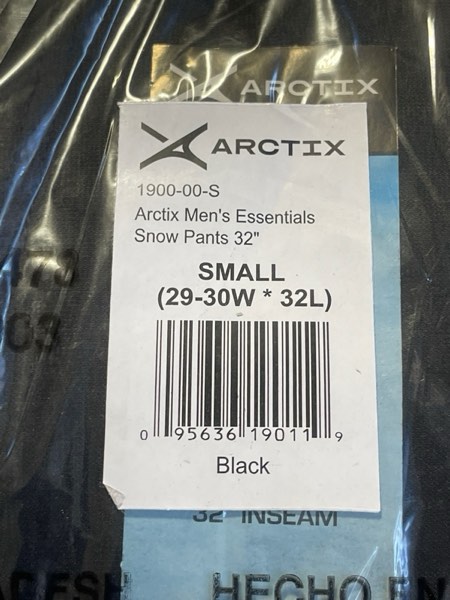 ARCTIX
ARCTIX
1900-00-S
Arctix Men's Essentials
Snow Pants 32"
SMALL
(29-30W * 32L)
0 95636 19011 9
Black
32" INSEAM
HECHO EN